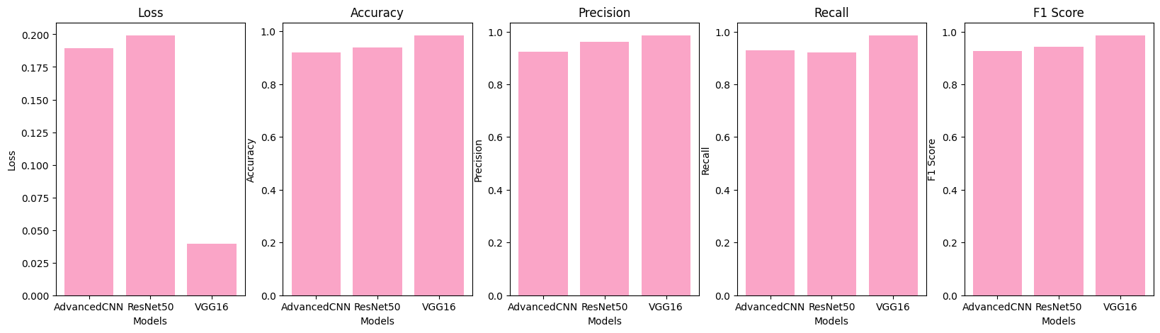 Loss
Loss
0.200
0.175
0.150
0.125
0.100
0.075
0.050
0.025
0.000
AdvancedCNN ResNet50 VGG16
Models
Accuracy
Accuracy
1.0
0.8
0.6
0.4
0.2
0.0
AdvancedCNN ResNet50 VGG16
Models
Precision
Precision
1.0
0.8
0.6
0.4
0.2
0.0
AdvancedCNN ResNet50 VGG16
Models
Recall
Recall
1.0
0.8
0.6
0.4
0.2
0.0
AdvancedCNN ResNet50 VGG16
Models
F1 Score
F1 Score
1.0
0.8
0.6
0.4
0.2
0.0
AdvancedCNN ResNet50 VGG16
Models